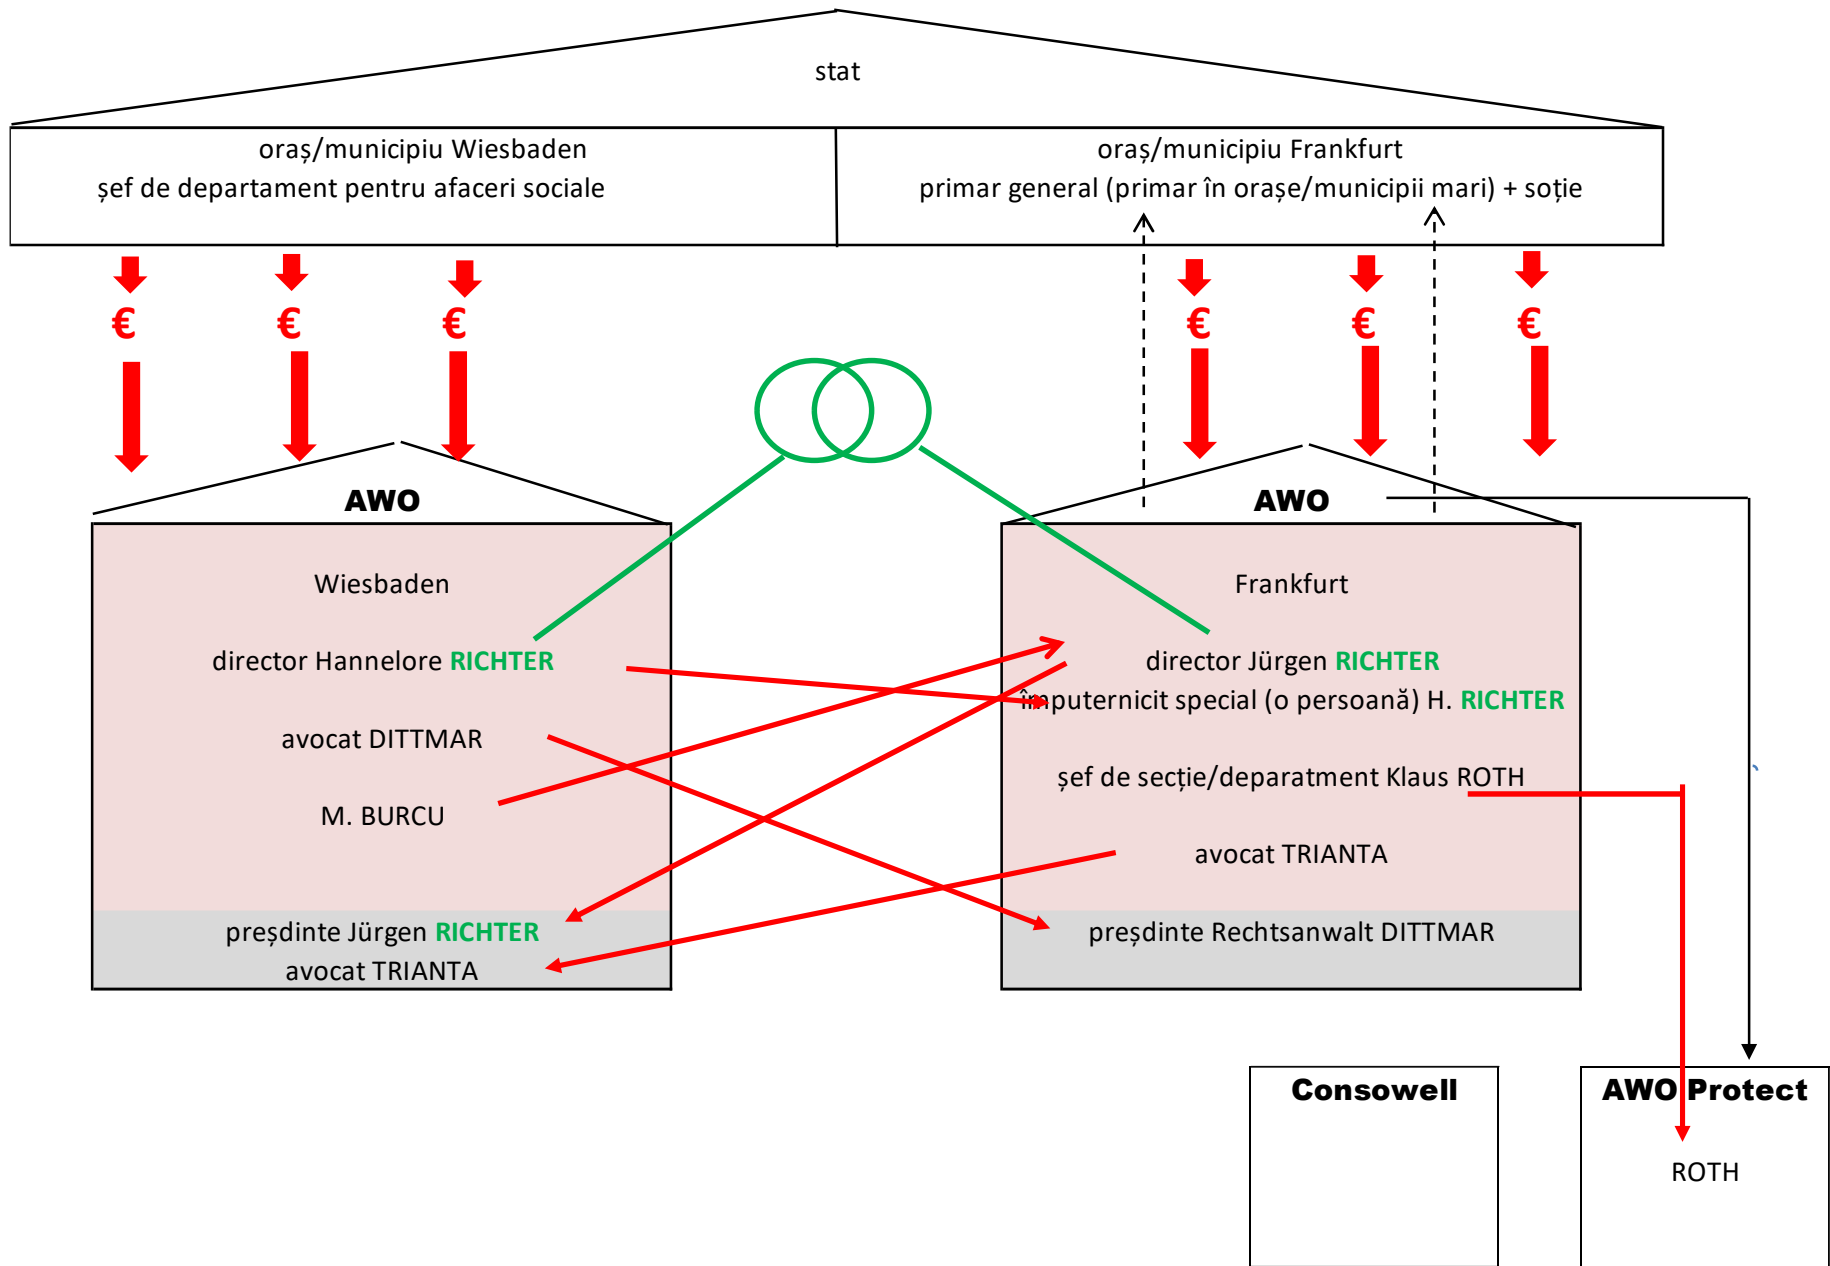 stat
oraș/municipiu Wiesbaden
șef de departament pentru afaceri sociale
oraș/municipiu Frankfurt
primar general (primar în orașe/municipii mari) + soție
€ € € € € €
AWO
Wiesbaden
director Hannelore RICHTER
avocat DITTMAR
M. BURCU
preșdinte Jürgen RICHTER
avocat TRIANTA
AWO
Frankfurt
director Jürgen RICHTER
împuternicit special (o persoană) H. RICHTER
șef de secție/deparatment Klaus ROTH
avocat TRIANTA
preșdinte Rechtsanwalt DITTMAR
Consowell
AWO Protect
ROTH